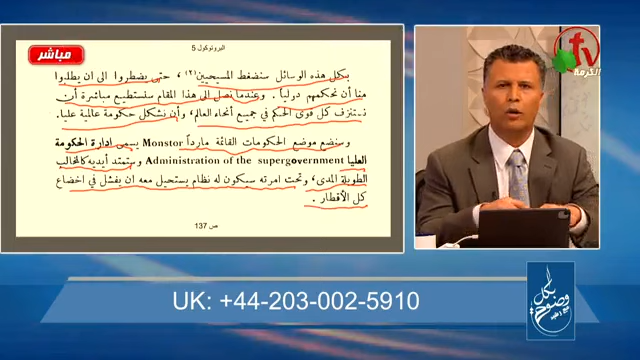 البروتوكول 5
مباشر
بكل هذه الوسائل سنضغط المسيحيين (٢)، حتى يضطروا الى ان يطلبوا
منا أن نحكمهم دولياً. وعندما نصل الى هذا المقام سنستطيع مباشرة أن
نستنزف كل قوى الحكم في جميع أنحاء العالم، وأن نشكل حكومة عالمية عليا.
وسنضع موضع الحكومات القائمة مارداً Monstor يسمى ادارة الحكومة
العليا Administration of the supergovernment وستمتد أيديه كالمخالب
الطويلة المدى، وتحت امرته سيكون له نظام يستحيل معه ان يفشل في اخضاع
كل الأقطار.
ص 137
tv
الكرمة
UK: +44-203-002-5910
بكل
وضوح